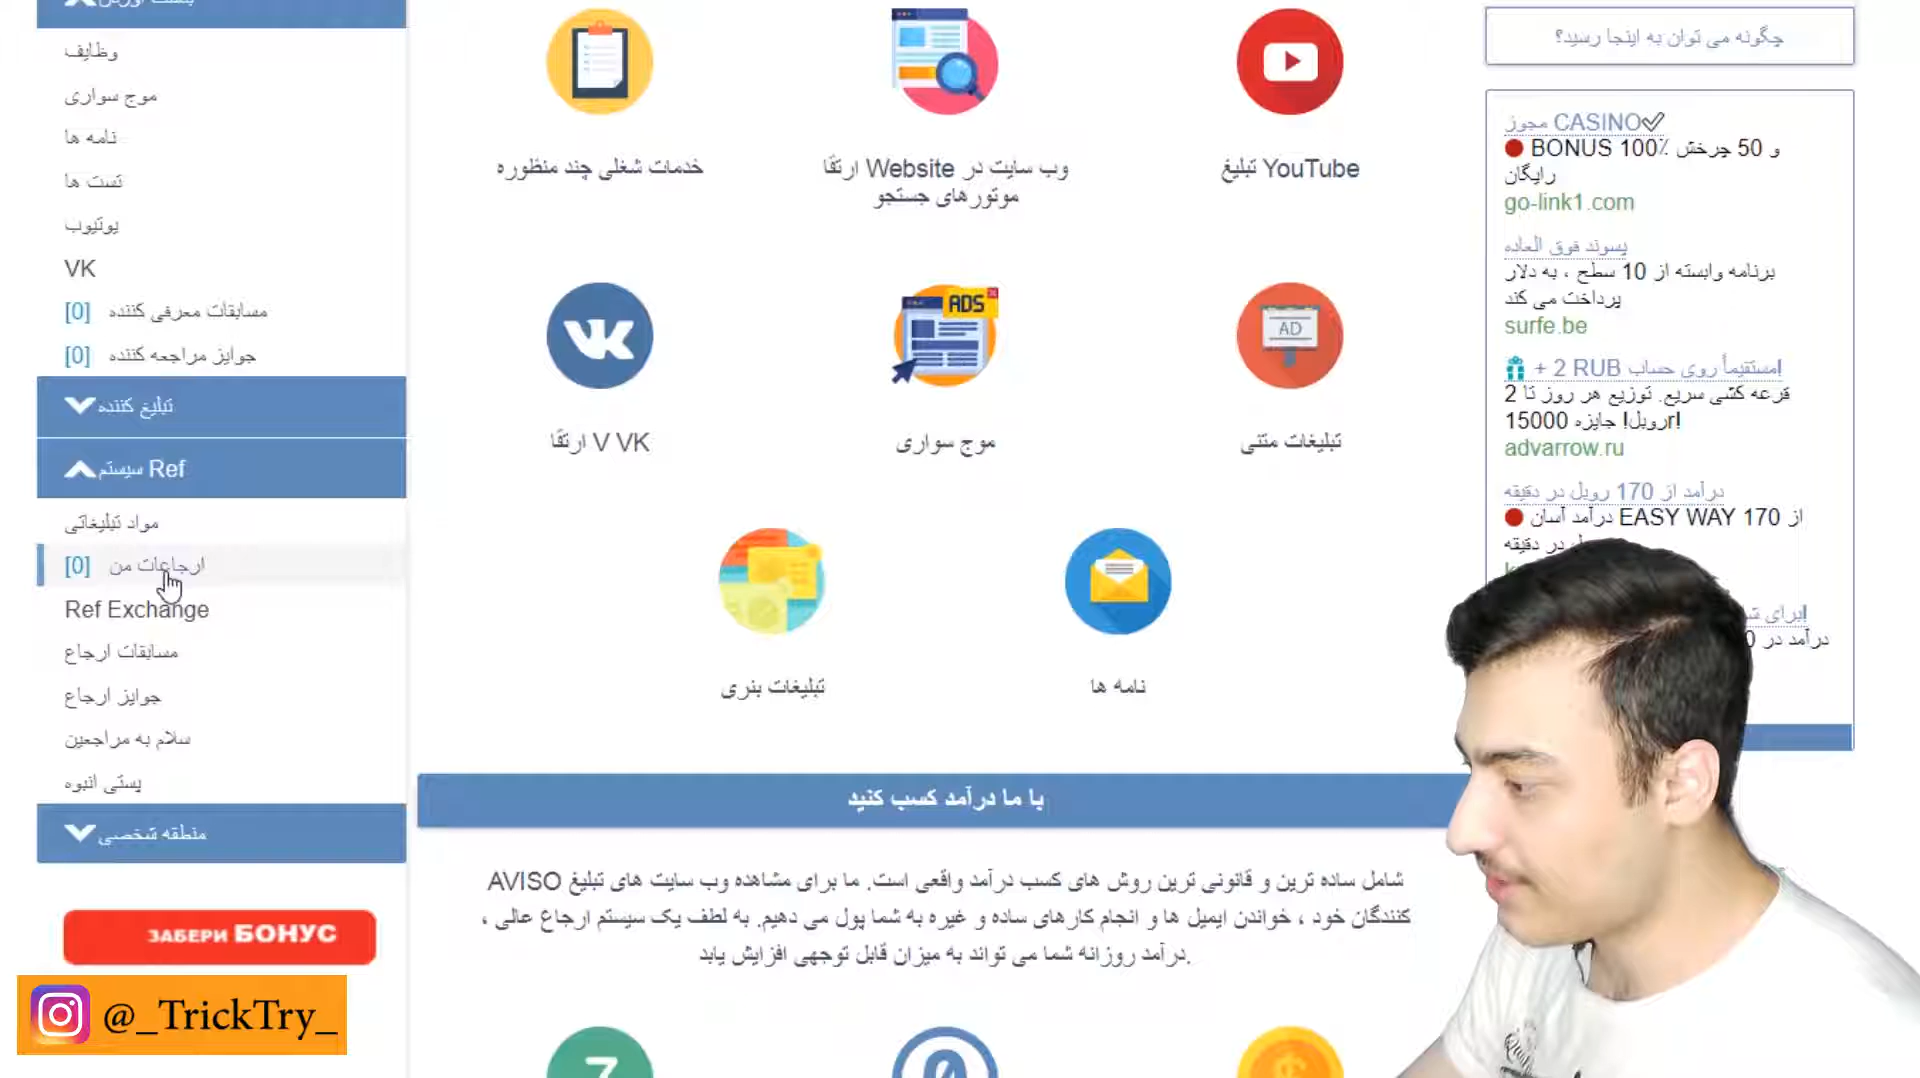 وظایف
موج سواری
نامه ها
تست ها
یوتیوب
VK
[0] مسابقات معرفی کننده
[0] جوایز مراجعه کننده
تبلیغ کننده
سیستم Ref
مواد تبلیغاتی
[0] ارجاعات من
Ref Exchange
مسابقات ارجاع
جوایز ارجاع
سلام به مراجعین
پستی انبوه
منطقه شخصی
ЗАБЕРИ БОНУС
@_TrickTry_
خدمات شغلی چند منظوره
وب سایت در Website ارتقا
موتورهای جستجو
YouTube تبلیغ
V VK ارتقا
موج سواری
ADS
تبلیغات متنی
AD
تبلیغات بنری
نامه ها
با ما درآمد کسب کنید
شامل ساده ترین و قانونی ترین روش های کسب درآمد واقعی است. ما برای مشاهده وب سایت های تبلیغ AVISO
کنندگان خود ، خواندن ایمیل ها و انجام کارهای ساده و غیره به شما پول می دهیم. به لطف یک سیستم ارجاع عالی ،
درآمد روزانه شما می تواند به میزان قابل توجهی افزایش یابد.
چگونه می توان به اینجا رسید؟
مجوز CASINO✓
BONUS 100٪ و 50 چرخش
رایگان
go-link1.com
پسوند فوق العاده
برنامه وابسته از 10 سطح ، به دلار
پرداخت می کند
surfe.be
+ 2 RUB مستقیماً روی حساب!
قرعه کشی سریع. توزیع هر روز تا 2
روبل! جایزه 15000r!
advarrow.ru
درآمد از 170 روبل در دقیقه
درآمد آسان EASY WAY 170 از
روبل در دقیقه
برای
درآمد در